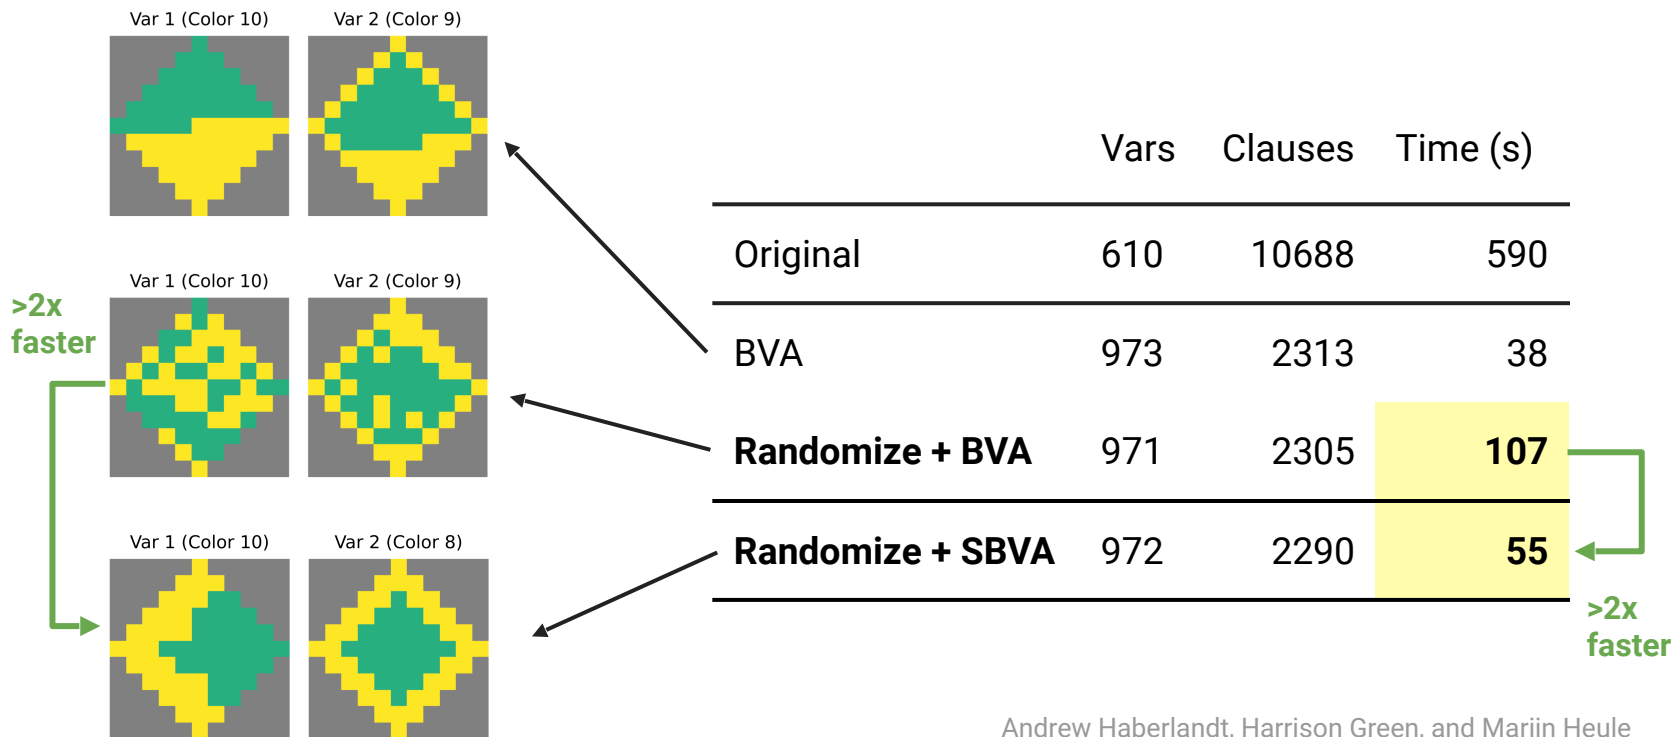 Var 1 (Color 10) Var 2 (Color 9)
Var 1 (Color 10) Var 2 (Color 9)
>2x
faster
Var 1 (Color 10) Var 2 (Color 8)
Vars Clauses Time (s)
Original 610 10688 590
BVA 973 2313 38
Randomize + BVA 971 2305 107
Randomize + SBVA 972 2290 55
>2x
faster
Andrew Haberlandt, Harrison Green, and Marijn Heule